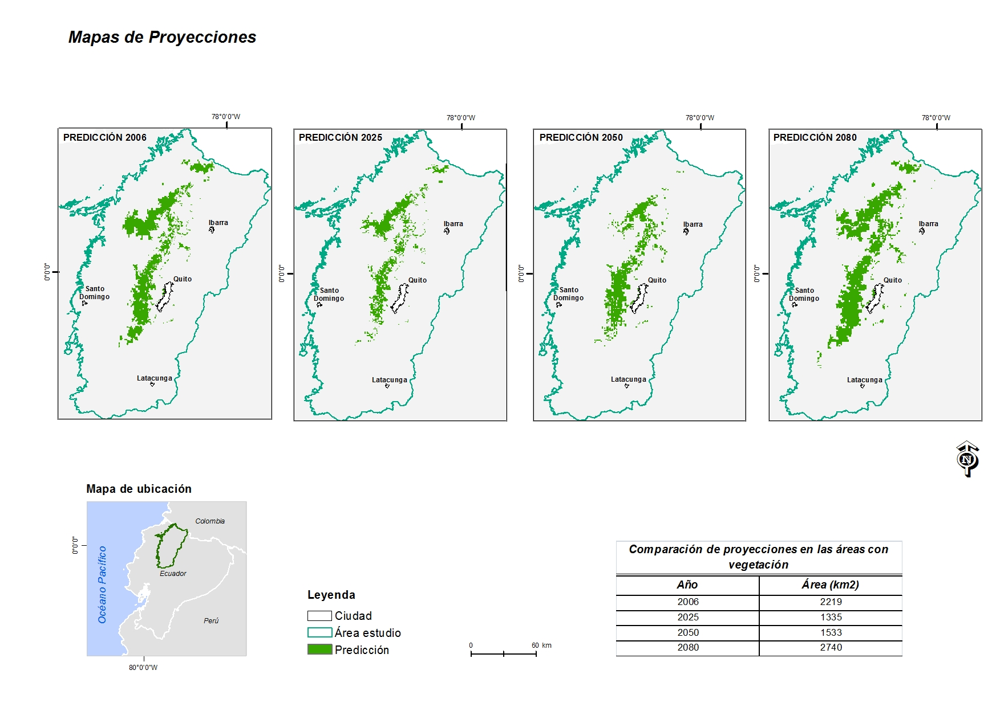 Mapas de Proyecciones
78°0'0"W
78°0'0"W
78°0'0"W
78°0'0"W
PREDICCIÓN 2006
PREDICCIÓN 2025
PREDICCIÓN 2050
PREDICCIÓN 2080
0°0'0"
Ibarra
Quito
Santo
Domingo
Latacunga
0°0'0"
Ibarra
Quito
Santo
Domingo
Latacunga
0°0'0"
Ibarra
Quito
Santo
Domingo
Latacunga
0°0'0"
Ibarra
Quito
Santo
Domingo
Latacunga
N
Mapa de ubicación
Colombia
0°0'0"
Océano Pacífico
Ecuador
Perú
80°0'0"W
Leyenda
Ciudad
Área estudio
Predicción
0 60 km
Comparación de proyecciones en las áreas con
vegetación
Año Área (km2)
2006 2219
2025 1335
2050 1533
2080 2740